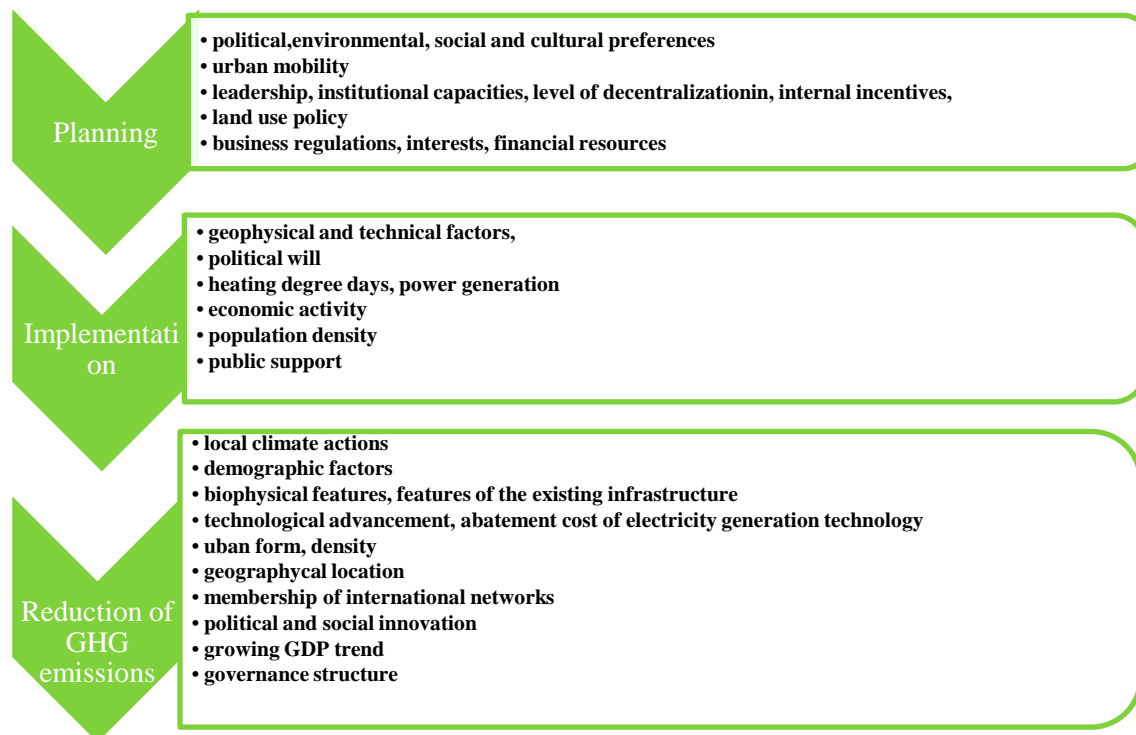 Planning
• political,environmental, social and cultural preferences
• urban mobility
• leadership, institutional capacities, level of decentralizationin, internal incentives,
• land use policy
• business regulations, interests, financial resources
Implementati
on
• geophysical and technical factors,
• political will
• heating degree days, power generation
• economic activity
• population density
• public support
Reduction of
GHG
emissions
• local climate actions
• demographic factors
• biophysical features, features of the existing infrastructure
• technological advancement, abatement cost of electricity generation technology
• uban form, density
• geographycal location
• membership of international networks
• political and social innovation
• growing GDP trend
• governance structure